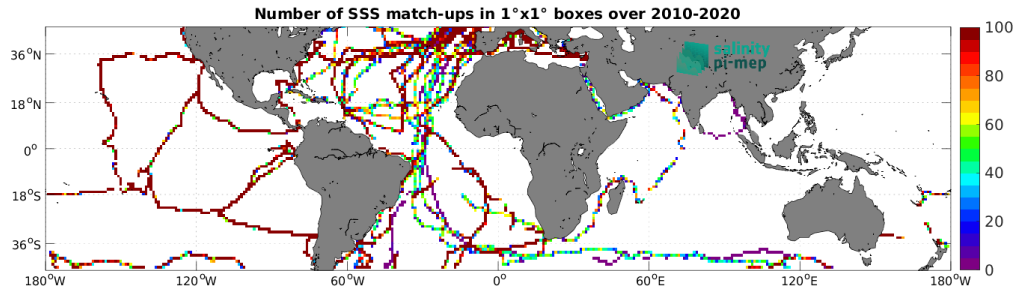 Number of SSS match-ups in 1°x1° boxes over 2010-2020
36°N
18°N
0°
18°S
36°S
180°W
120°W
60°W
0°
60°E
120°E
180°W
100
80
60
40
20
0
salinity
pi-mep